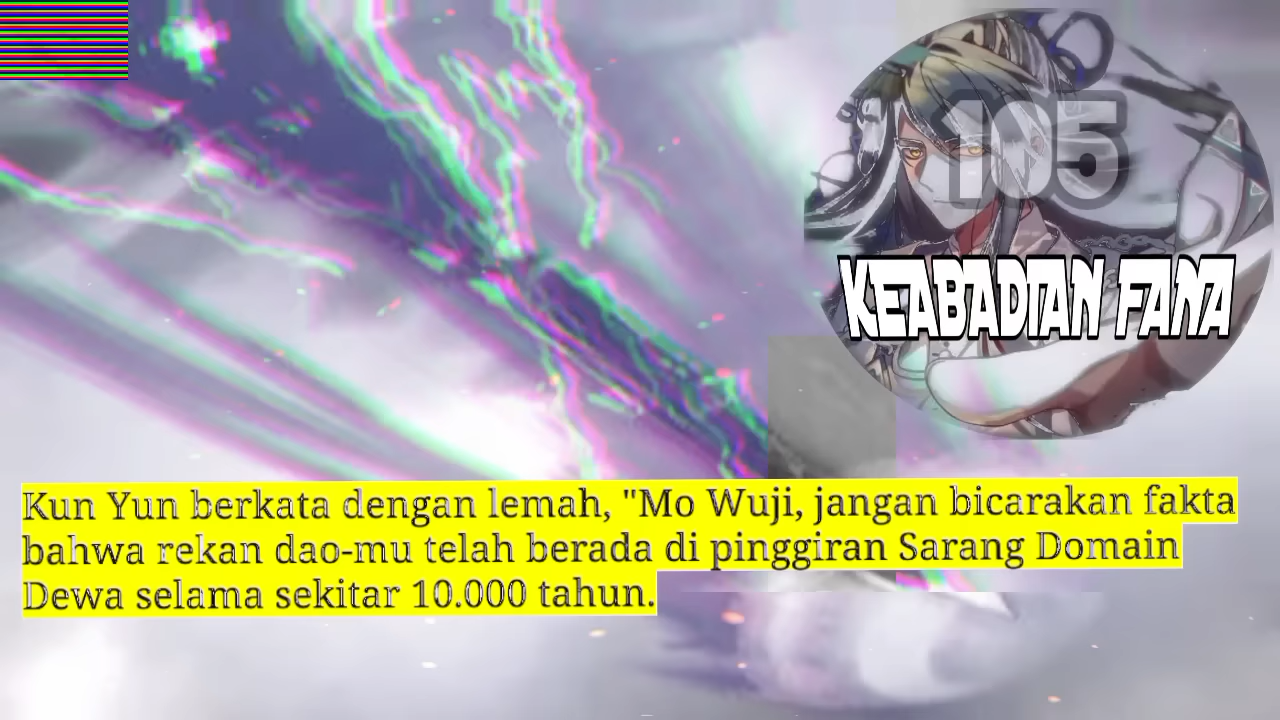 105
KEABADIAN FANA
Kun Yun berkata dengan lemah, "Mo Wuji, jangan bicarakan fakta
bahwa rekan dao-mu telah berada di pinggiran Sarang Domain
Dewa selama sekitar 10.000 tahun.